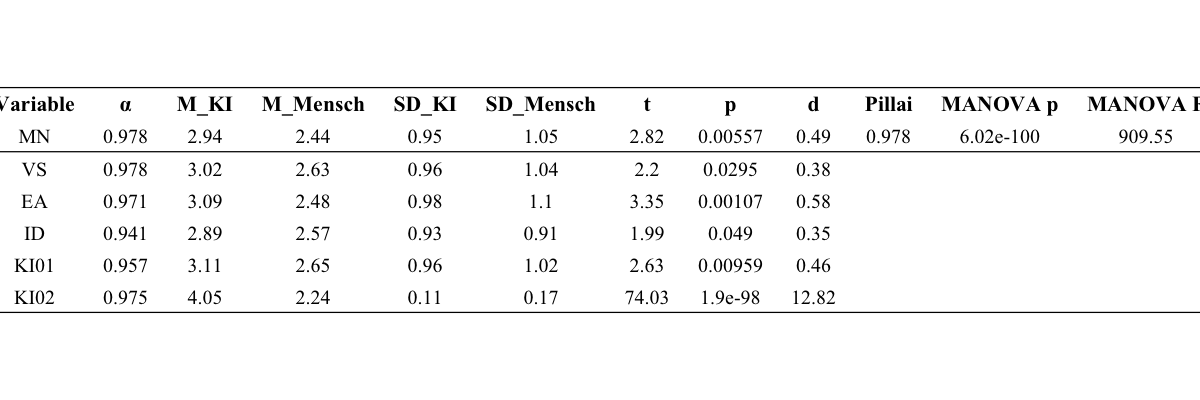 Variable α M_KI M_Mensch SD_KI SD_Mensch t p d Pillai MANOVA p MANOVA F
MN 0.978 2.94 2.44 0.95 1.05 2.82 0.00557 0.49 0.978 6.02e-100 909.55
VS 0.978 3.02 2.63 0.96 1.04 2.2 0.0295 0.38
EA 0.971 3.09 2.48 0.98 1.1 3.35 0.00107 0.58
ID 0.941 2.89 2.57 0.93 0.91 1.99 0.049 0.35
KI01 0.957 3.11 2.65 0.96 1.02 2.63 0.00959 0.46
KI02 0.975 4.05 2.24 0.11 0.17 74.03 1.9e-98 12.82